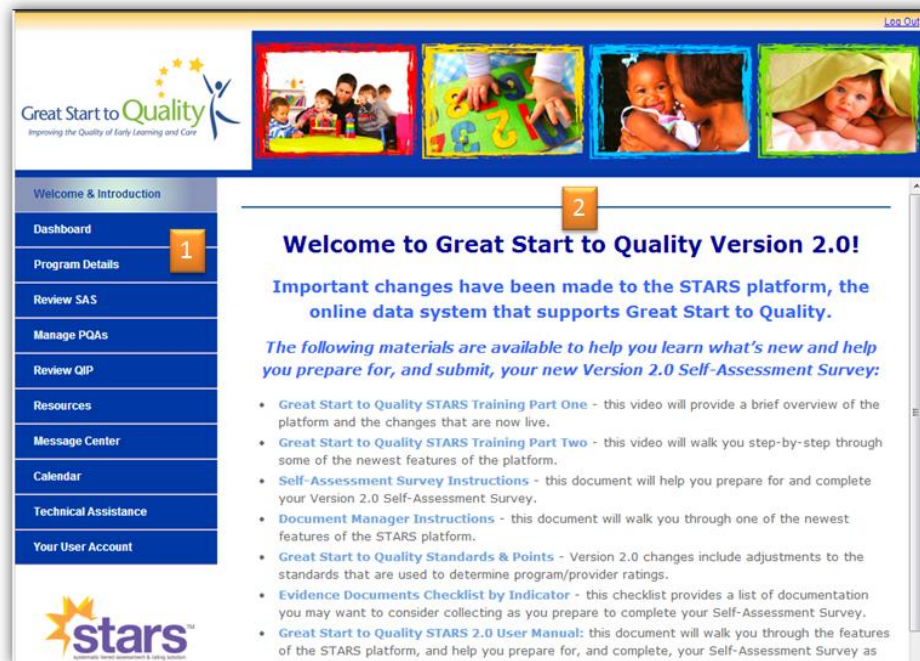 Log Out
Great Start to Quality
Improving the Quality of Early Learning and Care
Welcome & Introduction
Dashboard
1
Program Details
Review SAS
Manage PQAs
Review QIP
Resources
Message Center
Calendar
Technical Assistance
Your User Account
stars™
systematic tiered assessment & rating solution
2
Welcome to Great Start to Quality Version 2.0!
Important changes have been made to the STARS platform, the
online data system that supports Great Start to Quality.
The following materials are available to help you learn what's new and help
you prepare for, and submit, your new Version 2.0 Self-Assessment Survey:
• Great Start to Quality STARS Training Part One - this video will provide a brief overview of the
platform and the changes that are now live.
• Great Start to Quality STARS Training Part Two - this video will walk you step-by-step through
some of the newest features of the platform.
• Self-Assessment Survey Instructions - this document will help you prepare for and complete
your Version 2.0 Self-Assessment Survey.
• Document Manager Instructions - this document will walk you through one of the newest
features of the STARS platform.
• Great Start to Quality Standards & Points - Version 2.0 changes include adjustments to the
standards that are used to determine program/provider ratings.
• Evidence Documents Checklist by Indicator - this checklist provides a list of documentation
you may want to consider collecting as you prepare to complete your Self-Assessment Survey.
• Great Start to Quality STARS 2.0 User Manual: this document will walk you through the features
of the STARS platform, and help you prepare for, and complete, your Self-Assessment Survey as